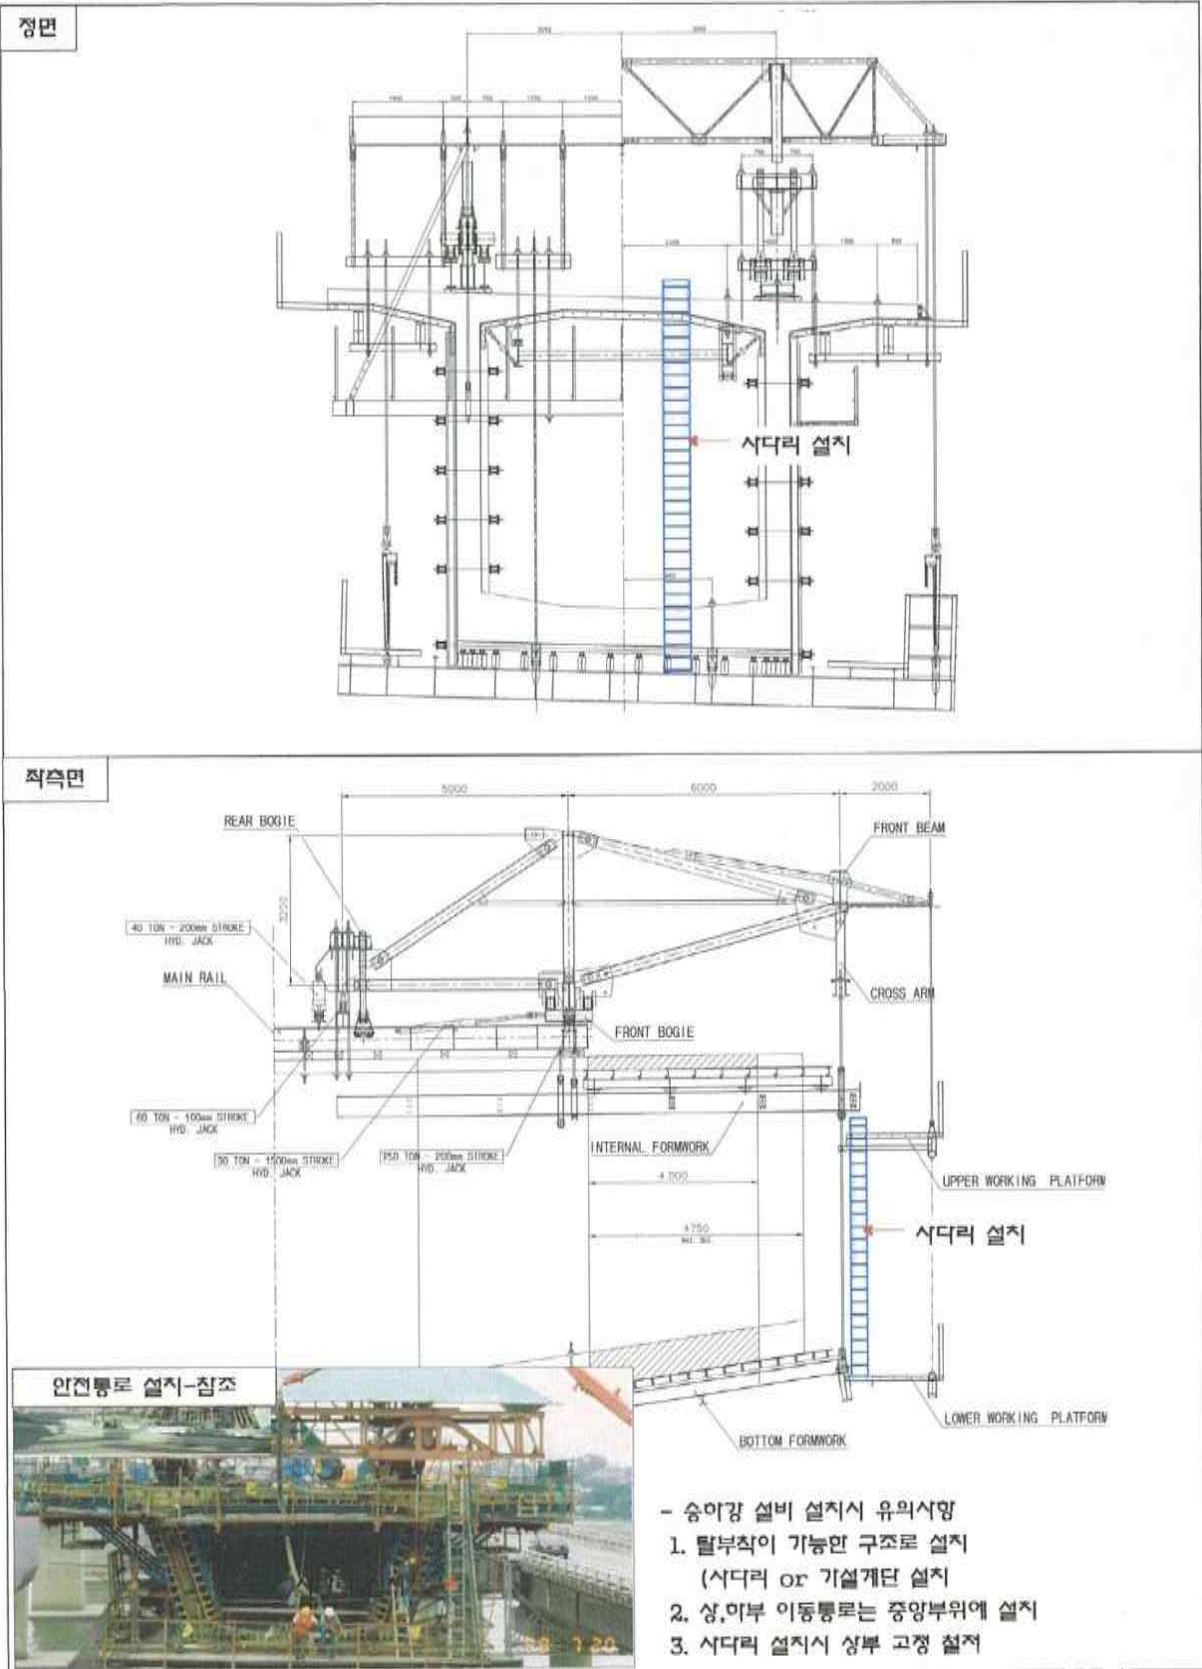 정면
사다리 설치
좌측면
5000
6000
2000
REAR BOGIE
FRONT BEAM
3200
40 TON - 200mm STROKE
HYD. JACK
MAIN RAIL
CROSS ARM
FRONT BOGIE
60 TON - 100mm STROKE
HYD. JACK
30 TON - 1500mm STROKE
HYD. JACK
250 TON - 200mm STROKE
HYD. JACK
INTERNAL FORMWORK
4.000
UPPER WORKING PLATFORM
4750
사다리 설치
안전통로 설치-참조
LOWER WORKING PLATFORM
BOTTOM FORMWORK
- 승하강 설비 설치시 유의사항
1. 탈부착이 가능한 구조로 설치
(사다리 or 가설계단 설치
2. 상,하부 이동통로는 중앙부위에 설치
3. 사다리 설치시 상부 고정 철저